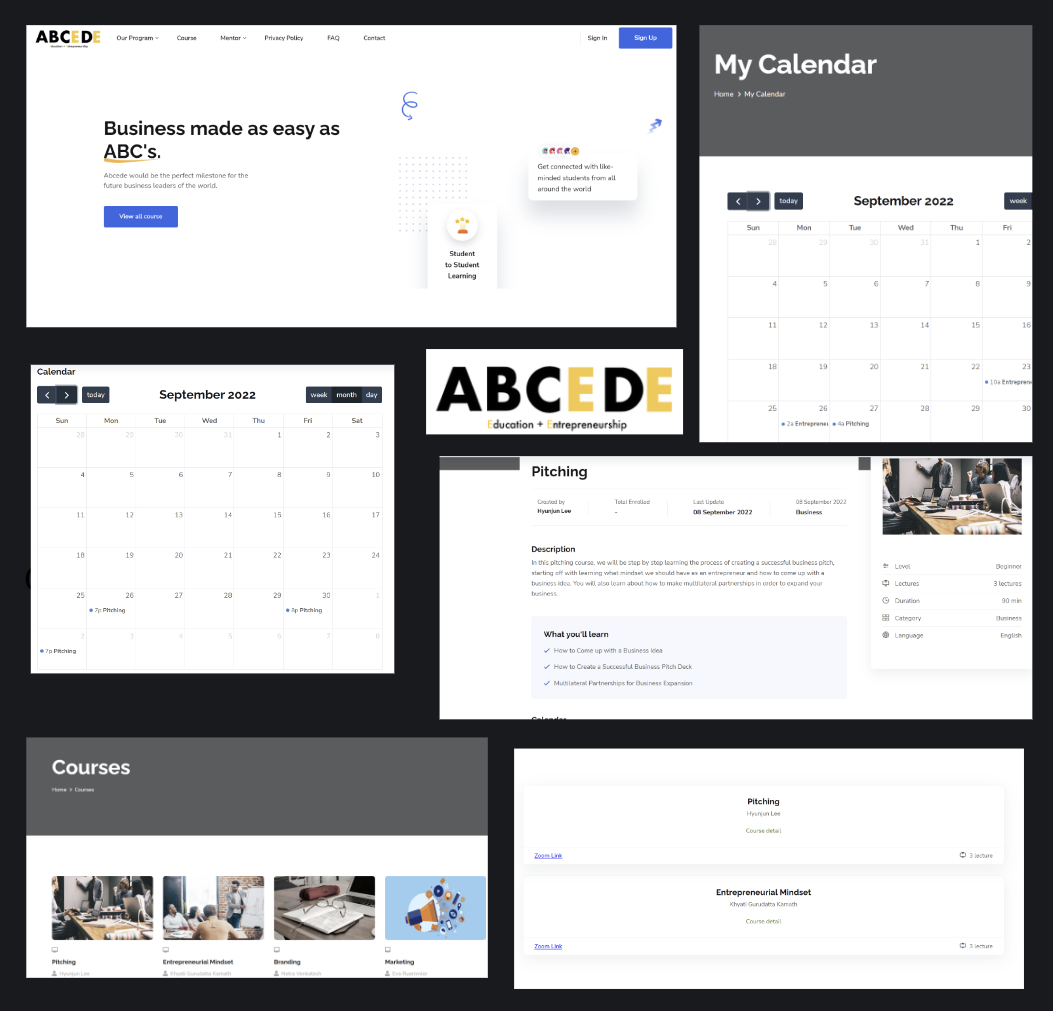 ABCEDE
Education + Entrepreneurship
Our Program
Course
Mentor
Privacy Policy
FAQ
Contact
Sign In
Sign Up
Business made as easy as
ABC's.
Abcede would be the perfect milestone for the
future business leaders of the world.
View all course
Get connected with like-
minded students from all
around the world
Student
to Student
Learning
My Calendar
Home > My Calendar
today
September 2022
week
Sun Mon Tue Wed Thu Fri
28 29 30 31 1 2
4 5 6 7 8 9
11 12 13 14 15 16
18 19 20 21 22 23
10a Entreprene
25 26 27 28 29 30
2a Entrepreneu 4a Pitching
Calendar
today
September 2022
week month day
Sun Mon Tue Wed Thu Fri Sat
28 29 30 31 1 2 3
4 5 6 7 8 9 10
11 12 13 14 15 16 17
18 19 20 21 22 23 24
25 26 27 28 29 30 1
7p Pitching 8p Pitching
2 3 4 5 6 7 8
7p Pitching
ABCEDE
Education + Entrepreneurship
Pitching
Created by Total Enrolled Last Update 08 September 2022
Hyunjun Lee - 08 September 2022 Business
Description
In this pitching course, we will be step by step learning the process of creating a successful business pitch,
starting off with learning what mindset we should have as an entrepreneur and how to come up with a
business idea. You will also learn about how to make multilateral partnerships in order to expand your
business.
What you'll learn
How to Come up with a Business Idea
How to Create a Successful Business Pitch Deck
Multilateral Partnerships for Business Expansion
Calendar
Level Beginner
Lectures 3 lectures
Duration 90 min
Category Business
Language English
Courses
Home > Courses
Pitching
Hyunjun Lee
Entrepreneurial Mindset
Khyati Gurudatta Kamath
Branding
Netra Venkatesh
Marketing
Pitching
Hyunjun Lee
Course detail
Zoom Link
3 lecture
Entrepreneurial Mindset
Khyati Gurudatta Kamath
Course detail
Zoom Link
3 lecture